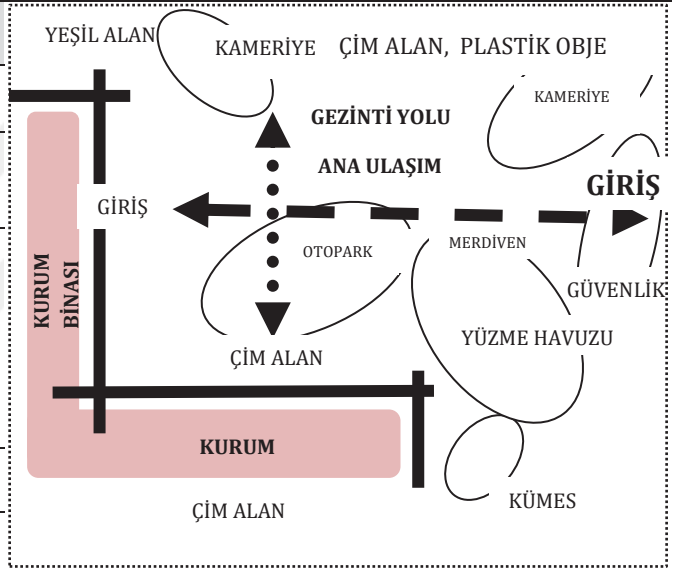 YEŞİL ALAN
KAMERİYE
ÇİM ALAN, PLASTİK OBJE
KAMERİYE
GEZİNTİ YOLU
ANA ULAŞIM
GİRİŞ
GİRİŞ
OTOPARK
MERDİVEN
GÜVENLİK
KURUM
BİNASI
YÜZME HAVUZU
ÇİM ALAN
KURUM
KÜMES
ÇİM ALAN